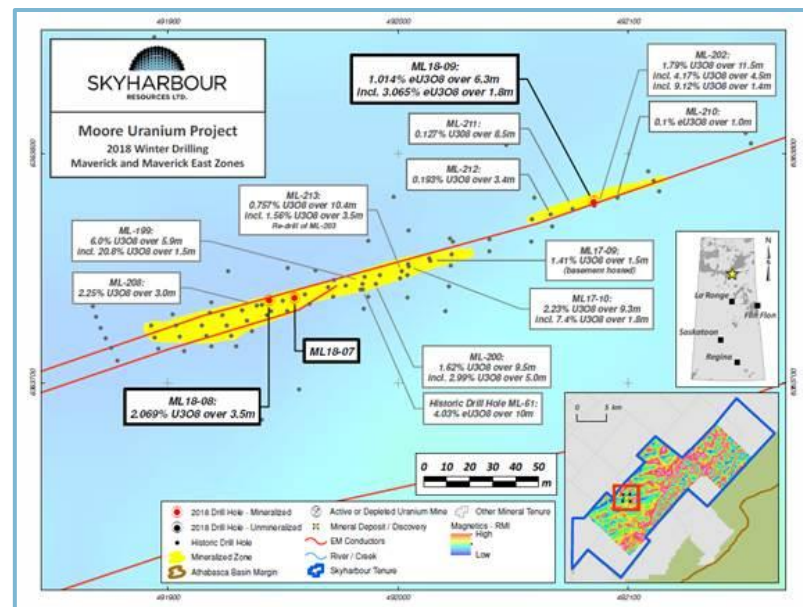 491900
492000
492100
SKYHARBOUR
RESOURCES LTD.
Moore Uranium Project
2018 Winter Drilling
Maverick and Maverick East Zones
ML18-09:
1.014% eU3O8 over 6.3m
incl. 3.065% eU3O8 over 1.8m
ML-202:
1.79% U3O8 over 11.5m
incl. 4.17% U3O8 over 4.5m
incl. 9.12% U3O8 over 1.4m
ML-211:
0.127% U3O8 over 8.5m
ML-210:
0.1% eU3O8 over 1.0m
6363800
6363800
ML-212:
0.193% U3O8 over 3.4m
ML-213:
0.757% U3O8 over 10.4m
incl. 1.56% U3O8 over 3.5m
Re-drill of ML-203
ML-199:
6.0% U3O8 over 5.9m
incl. 20.8% U3O8 over 1.5m
ML17-09:
1.41% U3O8 over 1.5m
(basement hosted)
ML-208:
2.25% U3O8 over 3.0m
ML17-10:
2.23% U3O8 over 9.3m
incl. 7.4% U3O8 over 1.8m
N
La Ronge
Flin Flon
Saskatoon
Regina
ML18-07
ML-200:
1.62% U3O8 over 9.5m
incl. 2.99% U3O8 over 5.0m
6363700
6363700
ML18-08:
2.069% U3O8 over 3.5m
Historic Drill Hole ML-61:
4.03% eU3O8 over 10m
0 5 km
0 10 20 30 40 50
m
2018 Drill Hole - Mineralized
2018 Drill Hole - Unmineralized
Historic Drill Hole
Mineralized Zone
Athabasca Basin Margin
Active or Depleted Uranium Mine
Mineral Deposit / Discovery
EM Conductors
River / Creek
Skyharbour Tenure
Other Mineral Tenure
Magnetics - RMI
High
Low
491900
492000
492100